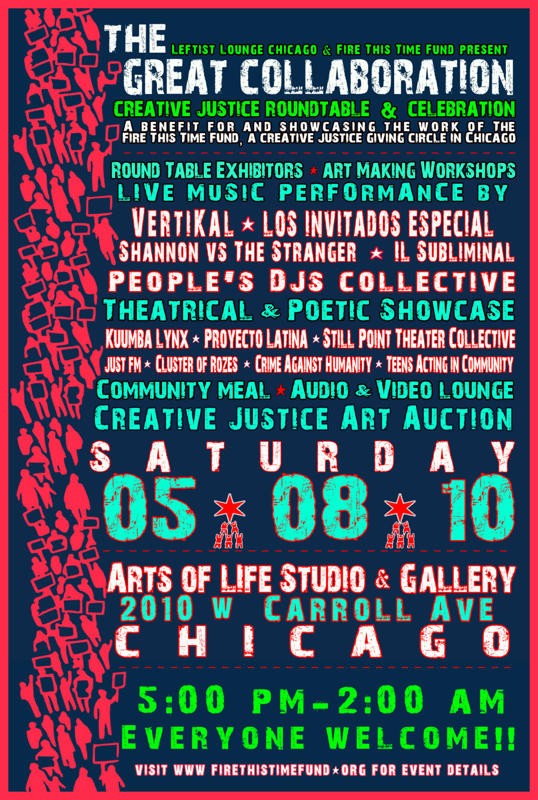 THE
LEFTIST LOUNGE CHICAGO & FIRE THIS TIME FUND PRESENT
GREAT COLLABORATION
CREATIVE JUSTICE ROUNDTABLE & CELEBRATION
A BENEFIT FOR AND SHOWCASING THE WORK OF THE
FIRE THIS TIME FUND, A CREATIVE JUSTICE GIVING CIRCLE IN CHICAGO
ROUND TABLE EXHIBITORS ★ ART MAKING WORKSHOPS
LIVE MUSIC PERFORMANCE BY
VERTIKAL ★ LOS INVITADOS ESPECIAL
SHANNON VS THE STRANGER ★ IL SUBLIMINAL
PEOPLE'S DJS COLLECTIVE
THEATRICAL & POETIC SHOWCASE
KUUMBA LYNX ★ PROYECTO LATINA ★ STILL POINT THEATER COLLECTIVE
JUST FM ★ CLUSTER OF ROZES ★ CRIME AGAINST HUMANITY ★ TEENS ACTING IN COMMUNITY
COMMUNITY MEAL ★ AUDIO & VIDEO LOUNGE
CREATIVE JUSTICE ART AUCTION
SATURDAY
05 ★ 08 ★ 10
ARTS OF LIFE STUDIO & GALLERY
2010 W CARROLL AVE
CHICAGO
5:00 PM-2:00 AM
EVERYONE WELCOME!!
VISIT WWW FIRETHISTIMEFUND★ORG FOR EVENT DETAILS